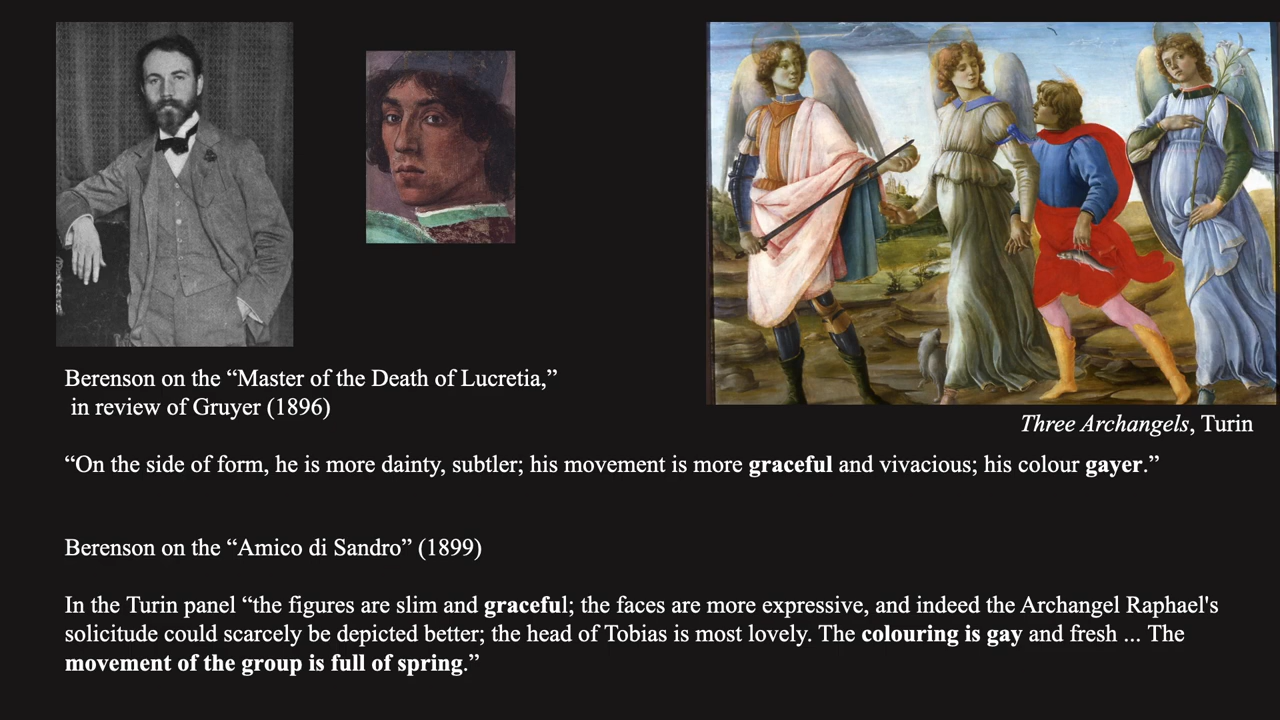 Berenson on the “Master of the Death of Lucretia,”
in review of Gruyer (1896)
Three Archangels, Turin
“On the side of form, he is more dainty, subtler; his movement is more graceful and vivacious; his colour gayer.”
Berenson on the “Amico di Sandro” (1899)
In the Turin panel “the figures are slim and graceful; the faces are more expressive, and indeed the Archangel Raphael's
solicitude could scarcely be depicted better; the head of Tobias is most lovely. The colouring is gay and fresh ... The
movement of the group is full of spring.”